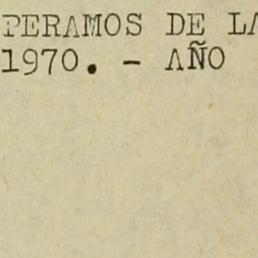 PERAMOS DE LA
1970. - AÑO